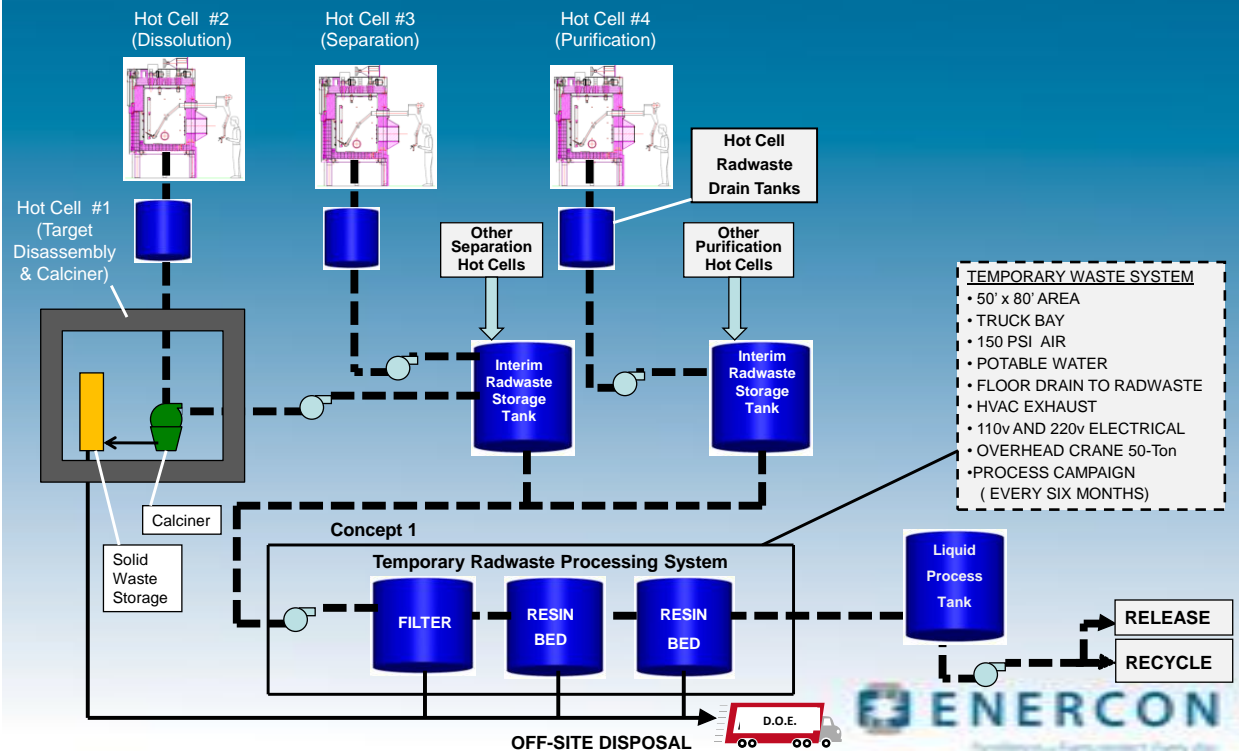 Hot Cell #2
(Dissolution)
Hot Cell #3
(Separation)
Hot Cell #4
(Purification)
Hot Cell
Radwaste
Drain Tanks
Hot Cell #1
(Target
Disassembly
& Calciner)
Other
Separation
Hot Cells
Other
Purification
Hot Cells
TEMPORARY WASTE SYSTEM
• 50’ x 80’ AREA
• TRUCK BAY
• 150 PSI AIR
• POTABLE WATER
• FLOOR DRAIN TO RADWASTE
• HVAC EXHAUST
• 110v AND 220v ELECTRICAL
• OVERHEAD CRANE 50-Ton
•PROCESS CAMPAIGN
( EVERY SIX MONTHS)
Interim
Radwaste
Storage
Tank
Interim
Radwaste
Storage
Tank
Calciner
Solid
Waste
Storage
Concept 1
Temporary Radwaste Processing System
FILTER
RESIN
BED
RESIN
BED
Liquid
Process
Tank
RELEASE
RECYCLE
D.O.E.
OFF-SITE DISPOSAL
ENERCON